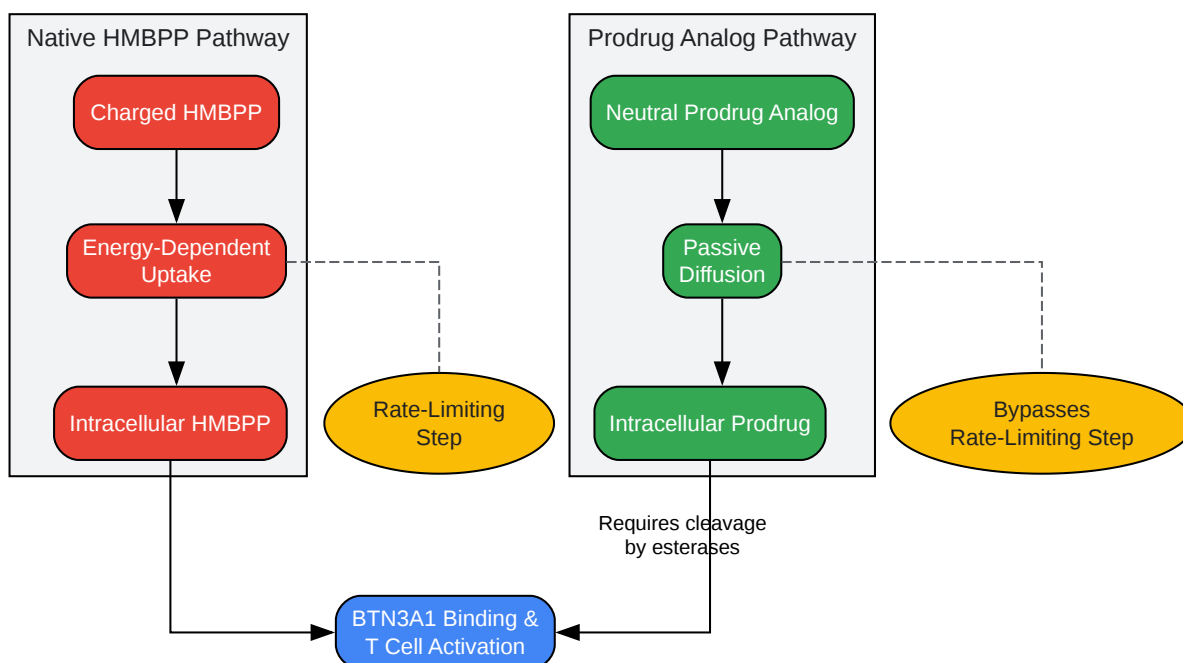 Native HMBPP Pathway
Charged HMBPP
Energy-Dependent
Uptake
Intracellular HMBPP
Rate-Limiting
Step
Prodrug Analog Pathway
Neutral Prodrug Analog
Passive
Diffusion
Intracellular Prodrug
Bypasses
Rate-Limiting Step
Requires cleavage
by esterases
BTN3A1 Binding &
T Cell Activation